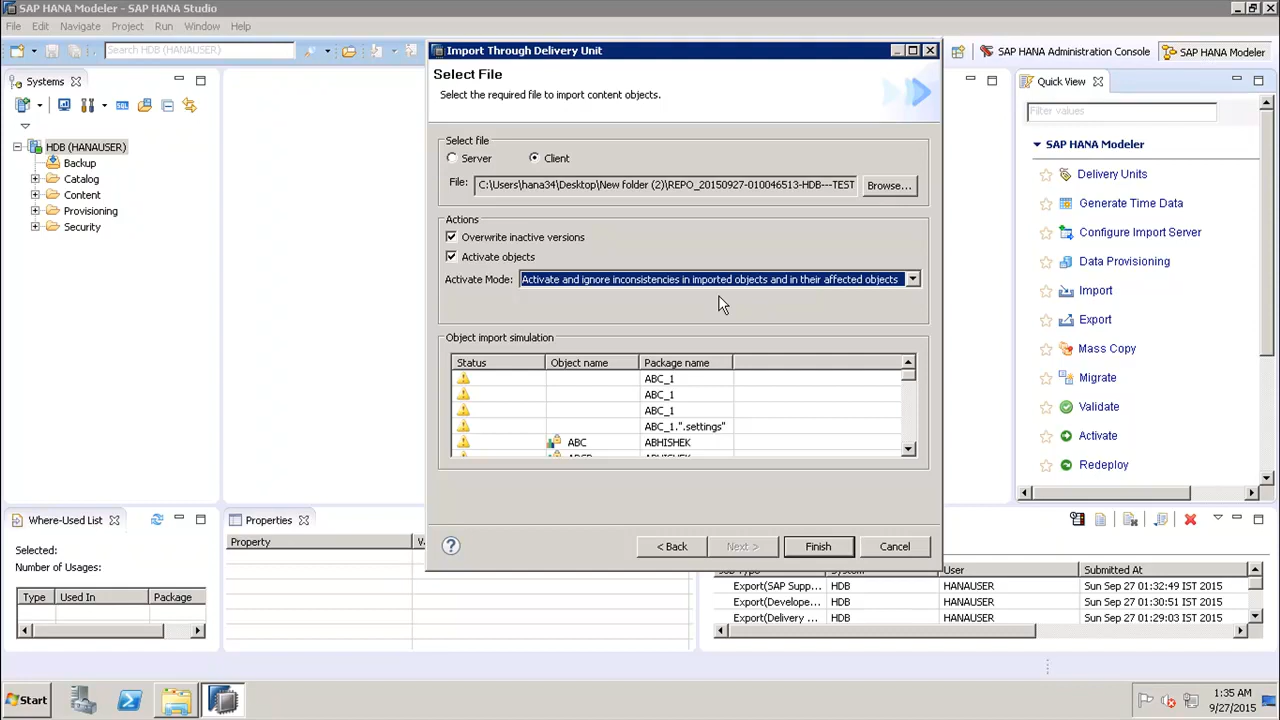 SAP HANA Modeler - SAP HANA Studio
File Edit Navigate Project Run Window Help
Search HDB (HANAUSER)
SAP HANA Administration Console
SAP HANA Modeler
Systems
HDB (HANAUSER)
Backup
Catalog
Content
Provisioning
Security
Import Through Delivery Unit
Select File
Select the required file to import content objects.
Select file
Server
Client
File: C:\Users\hana34\Desktop\New folder (2)\REPO_20150927-010046513-HDB---TEST
Browse...
Actions
Overwrite inactive versions
Activate objects
Activate Mode: Activate and ignore inconsistencies in imported objects and in their affected objects
Object import simulation
Status Object name Package name
ABC_1
ABC_1
ABC_1
ABC_1.".settings"
ABC ABHISHEK
ABHISHEK
< Back Next > Finish Cancel
Quick View
Filter values
SAP HANA Modeler
Delivery Units
Generate Time Data
Configure Import Server
Data Provisioning
Import
Export
Mass Copy
Migrate
Validate
Activate
Redeploy
Where-Used List
Selected:
Number of Usages:
Type Used In Package
Properties
Property
User Submitted At
Export(SAP Supp... HDB HANAUSER Sun Sep 27 01:32:49 IST 2015
Export(Develope... HDB HANAUSER Sun Sep 27 01:30:51 IST 2015
Export(Delivery ... HDB HANAUSER Sun Sep 27 01:29:03 IST 2015
Start
1:35 AM
9/27/2015